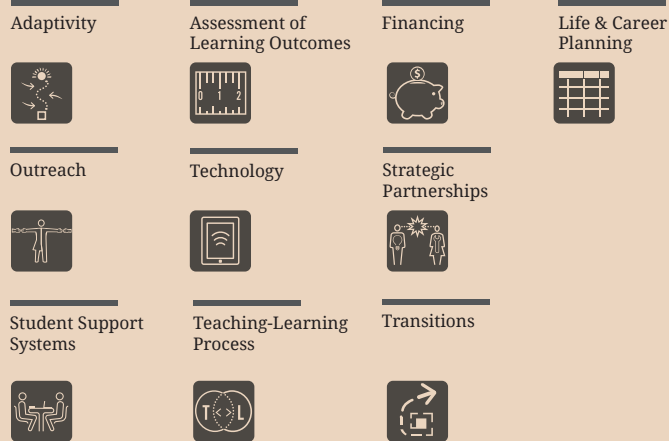 Adaptivity
Assessment of
Learning Outcomes
Financing
Life & Career
Planning
$
0 1 2
Outreach
Technology
Strategic
Partnerships
Student Support
Systems
Teaching-Learning
Process
Transitions
T <> L